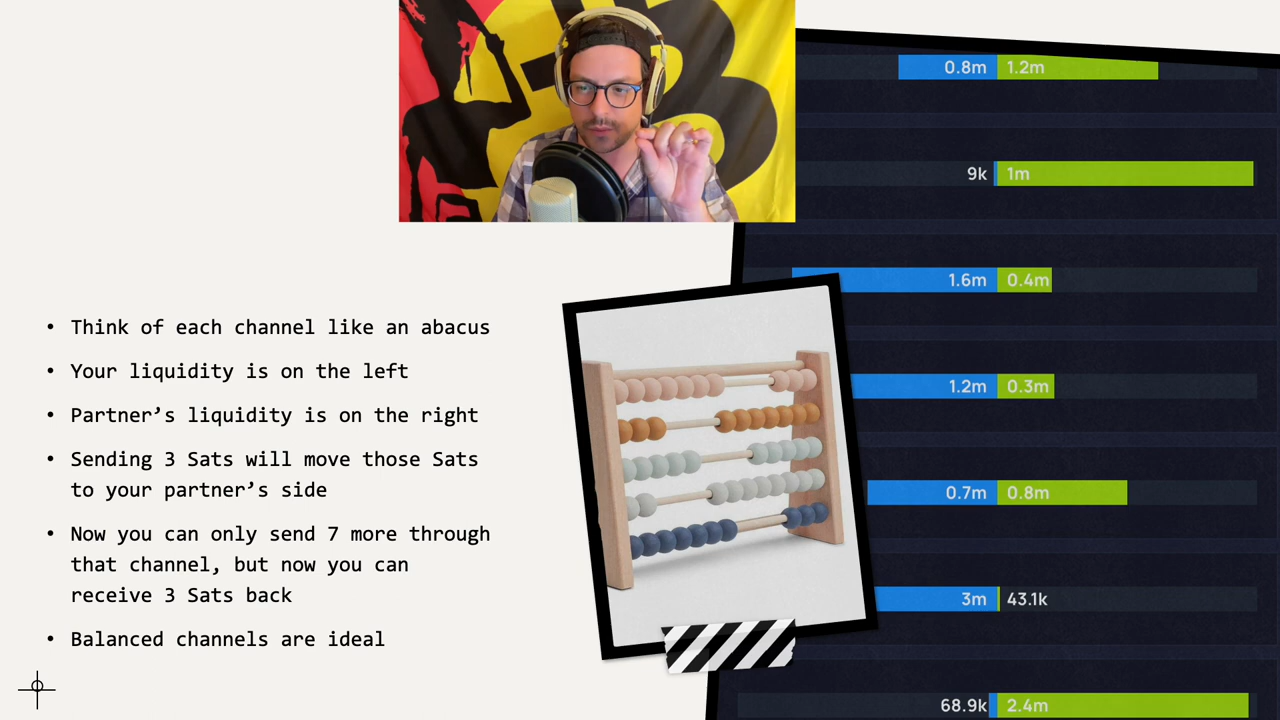 0.8m 1.2m
9k 1m
1.6m 0.4m
1.2m 0.3m
0.7m 0.8m
3m 43.1k
68.9k 2.4m
• Think of each channel like an abacus
• Your liquidity is on the left
• Partner’s liquidity is on the right
• Sending 3 Sats will move those Sats
to your partner’s side
• Now you can only send 7 more through
that channel, but now you can
receive 3 Sats back
• Balanced channels are ideal